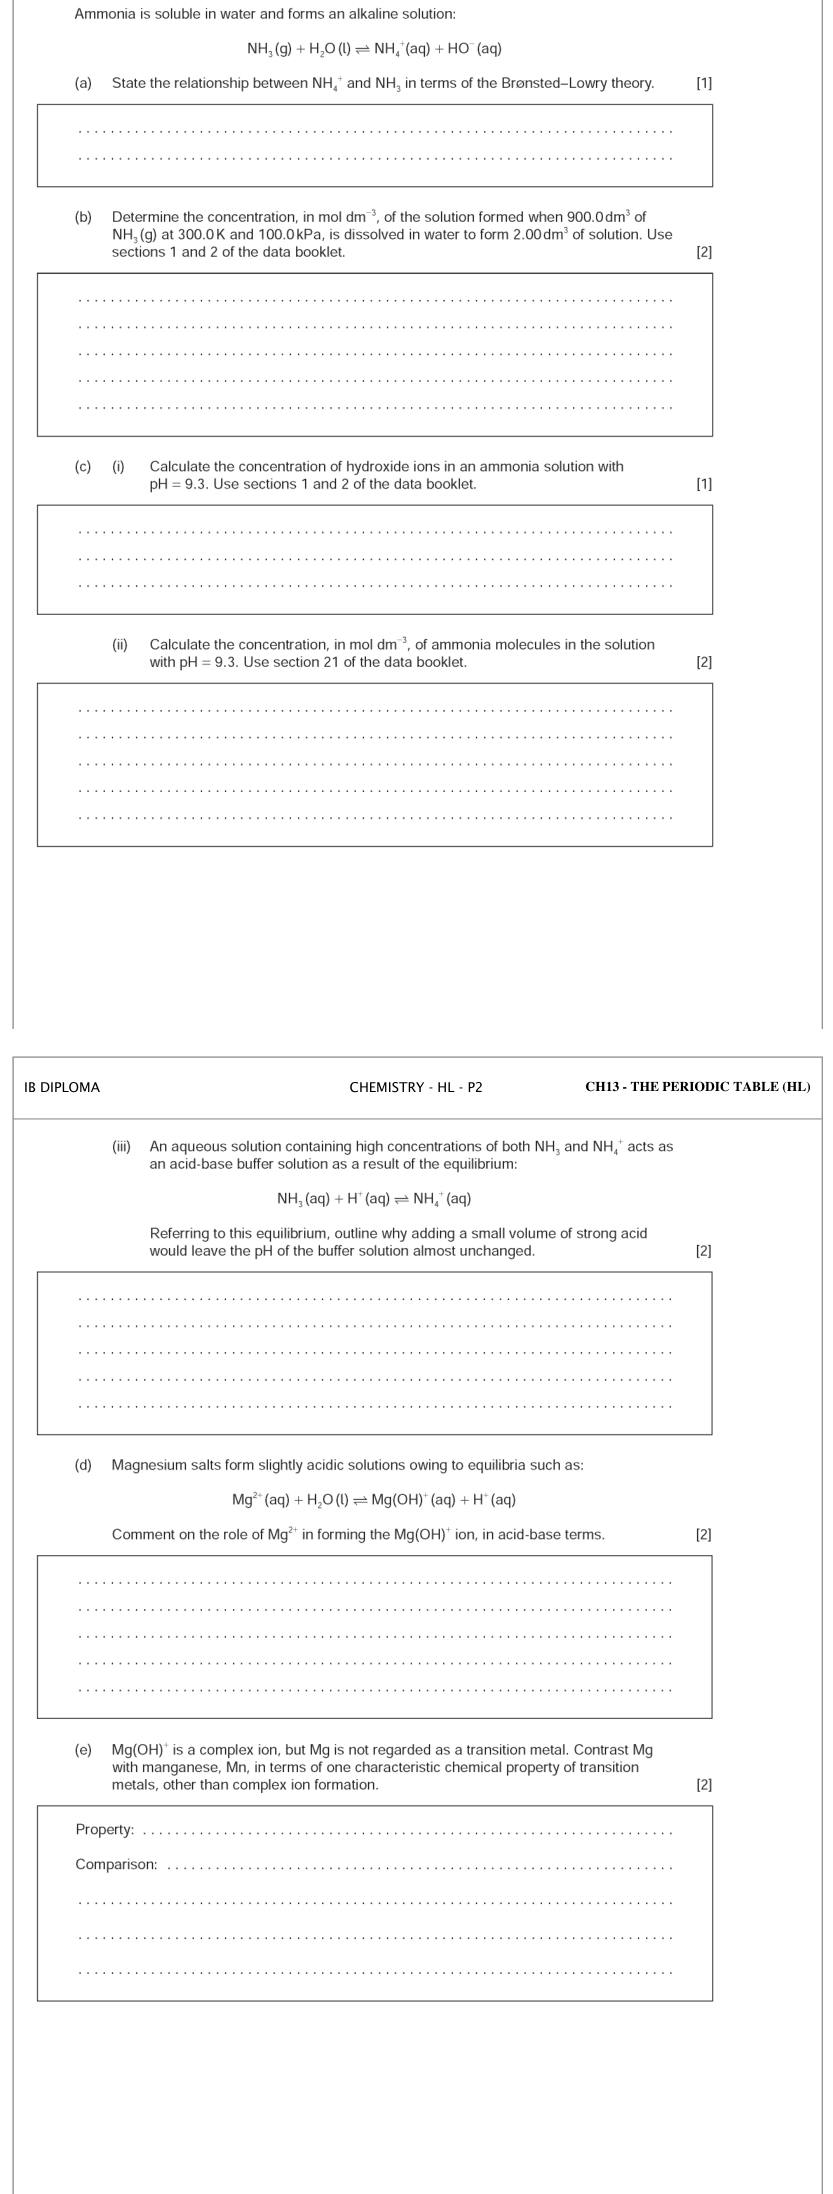 Ammonia is soluble in water and forms an alkaline solution:
NH₃(g) + H₂O(l) ⇌ NH₄⁺(aq) + HO⁻(aq)
(a) State the relationship between NH₄⁺ and NH₃ in terms of the Brønsted–Lowry theory. [1]
(b) Determine the concentration, in mol dm⁻³, of the solution formed when 900.0 dm³ of
NH₃(g) at 300.0 K and 100.0 kPa, is dissolved in water to form 2.00 dm³ of solution. Use
sections 1 and 2 of the data booklet. [2]
(c) (i) Calculate the concentration of hydroxide ions in an ammonia solution with
pH = 9.3. Use sections 1 and 2 of the data booklet. [1]
(ii) Calculate the concentration, in mol dm⁻³, of ammonia molecules in the solution
with pH = 9.3. Use section 21 of the data booklet. [2]
IB DIPLOMA CHEMISTRY - HL - P2 CH13 - THE PERIODIC TABLE (HL)
(iii) An aqueous solution containing high concentrations of both NH₃ and NH₄⁺ acts as
an acid-base buffer solution as a result of the equilibrium:
NH₃(aq) + H⁺(aq) ⇌ NH₄⁺(aq)
Referring to this equilibrium, outline why adding a small volume of strong acid
would leave the pH of the buffer solution almost unchanged. [2]
(d) Magnesium salts form slightly acidic solutions owing to equilibria such as:
Mg²⁺(aq) + H₂O(l) ⇌ Mg(OH)⁺(aq) + H⁺(aq)
Comment on the role of Mg²⁺ in forming the Mg(OH)⁺ ion, in acid-base terms. [2]
(e) Mg(OH)⁺ is a complex ion, but Mg is not regarded as a transition metal. Contrast Mg
with manganese, Mn, in terms of one characteristic chemical property of transition
metals, other than complex ion formation. [2]
Property:
Comparison: